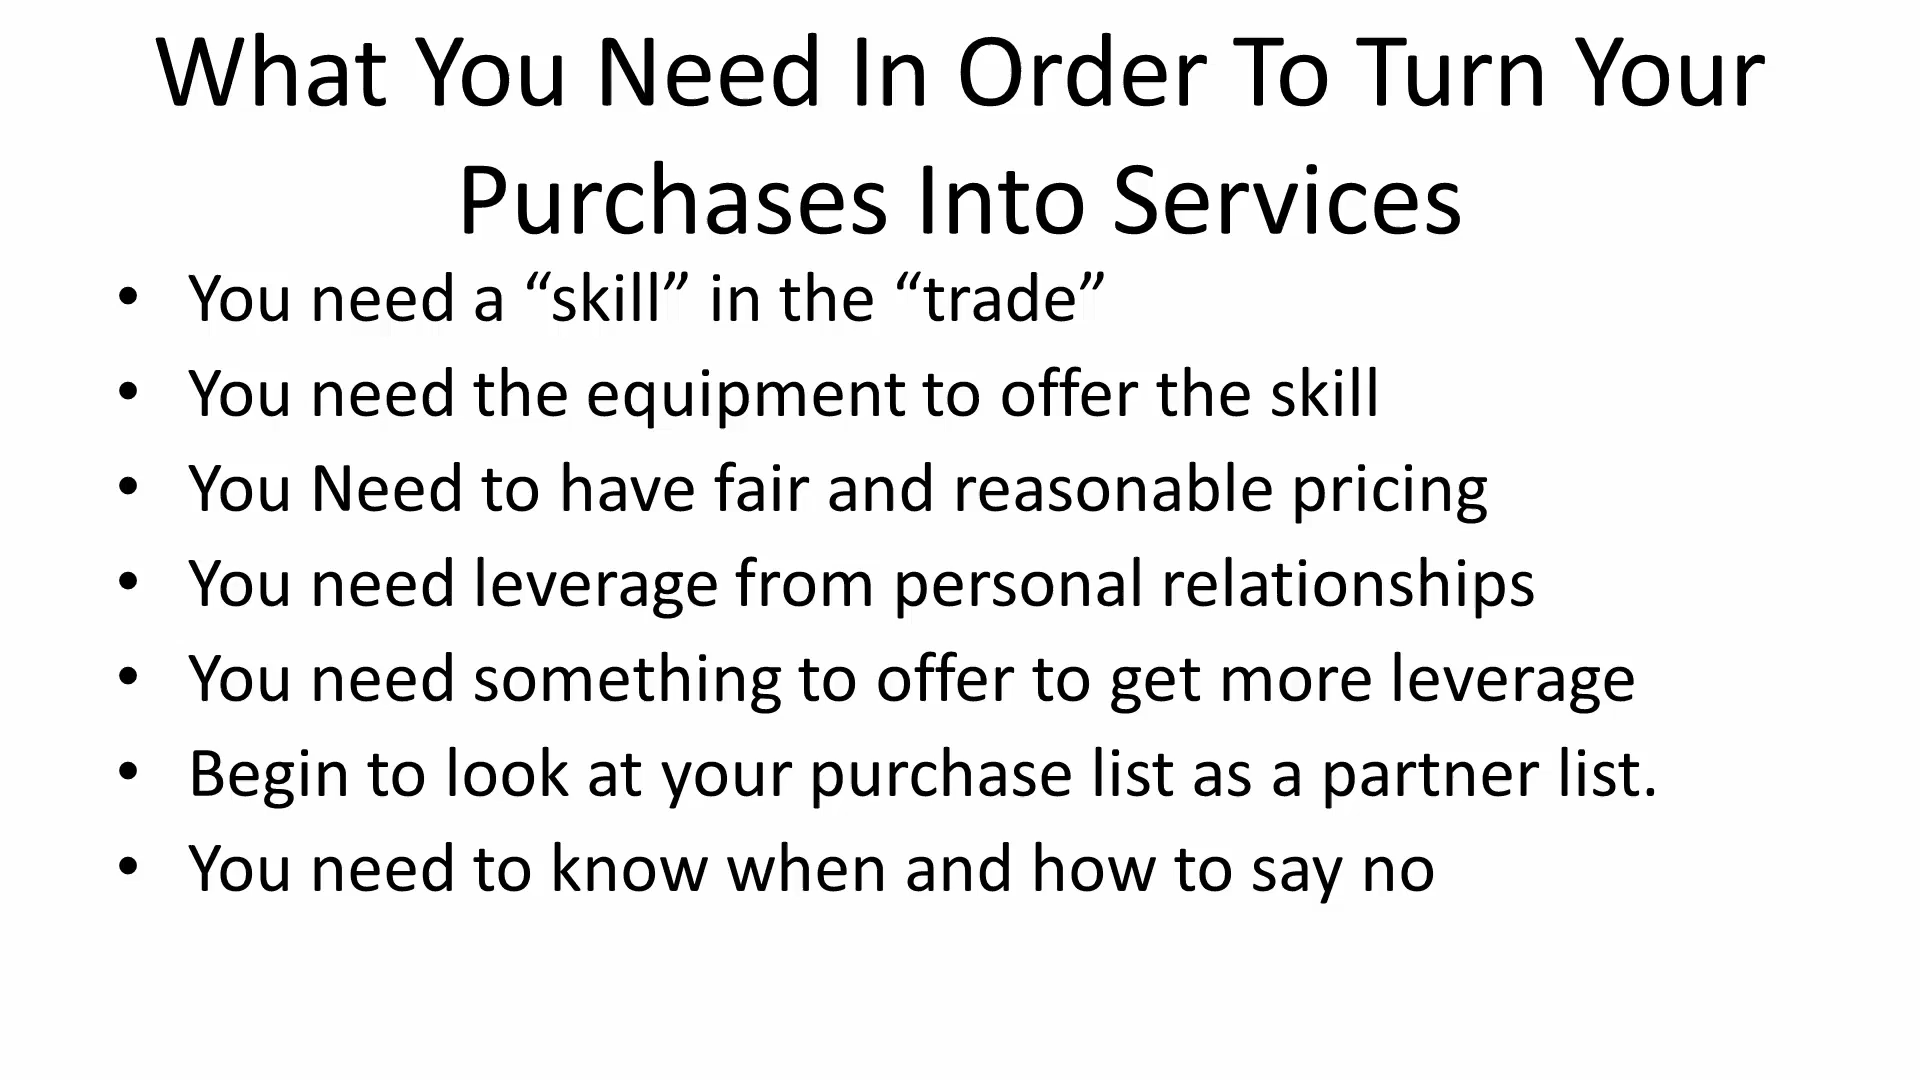 What You Need In Order To Turn Your
Purchases Into Services
• You need a “skill” in the “trade”
• You need the equipment to offer the skill
• You Need to have fair and reasonable pricing
• You need leverage from personal relationships
• You need something to offer to get more leverage
• Begin to look at your purchase list as a partner list.
• You need to know when and how to say no